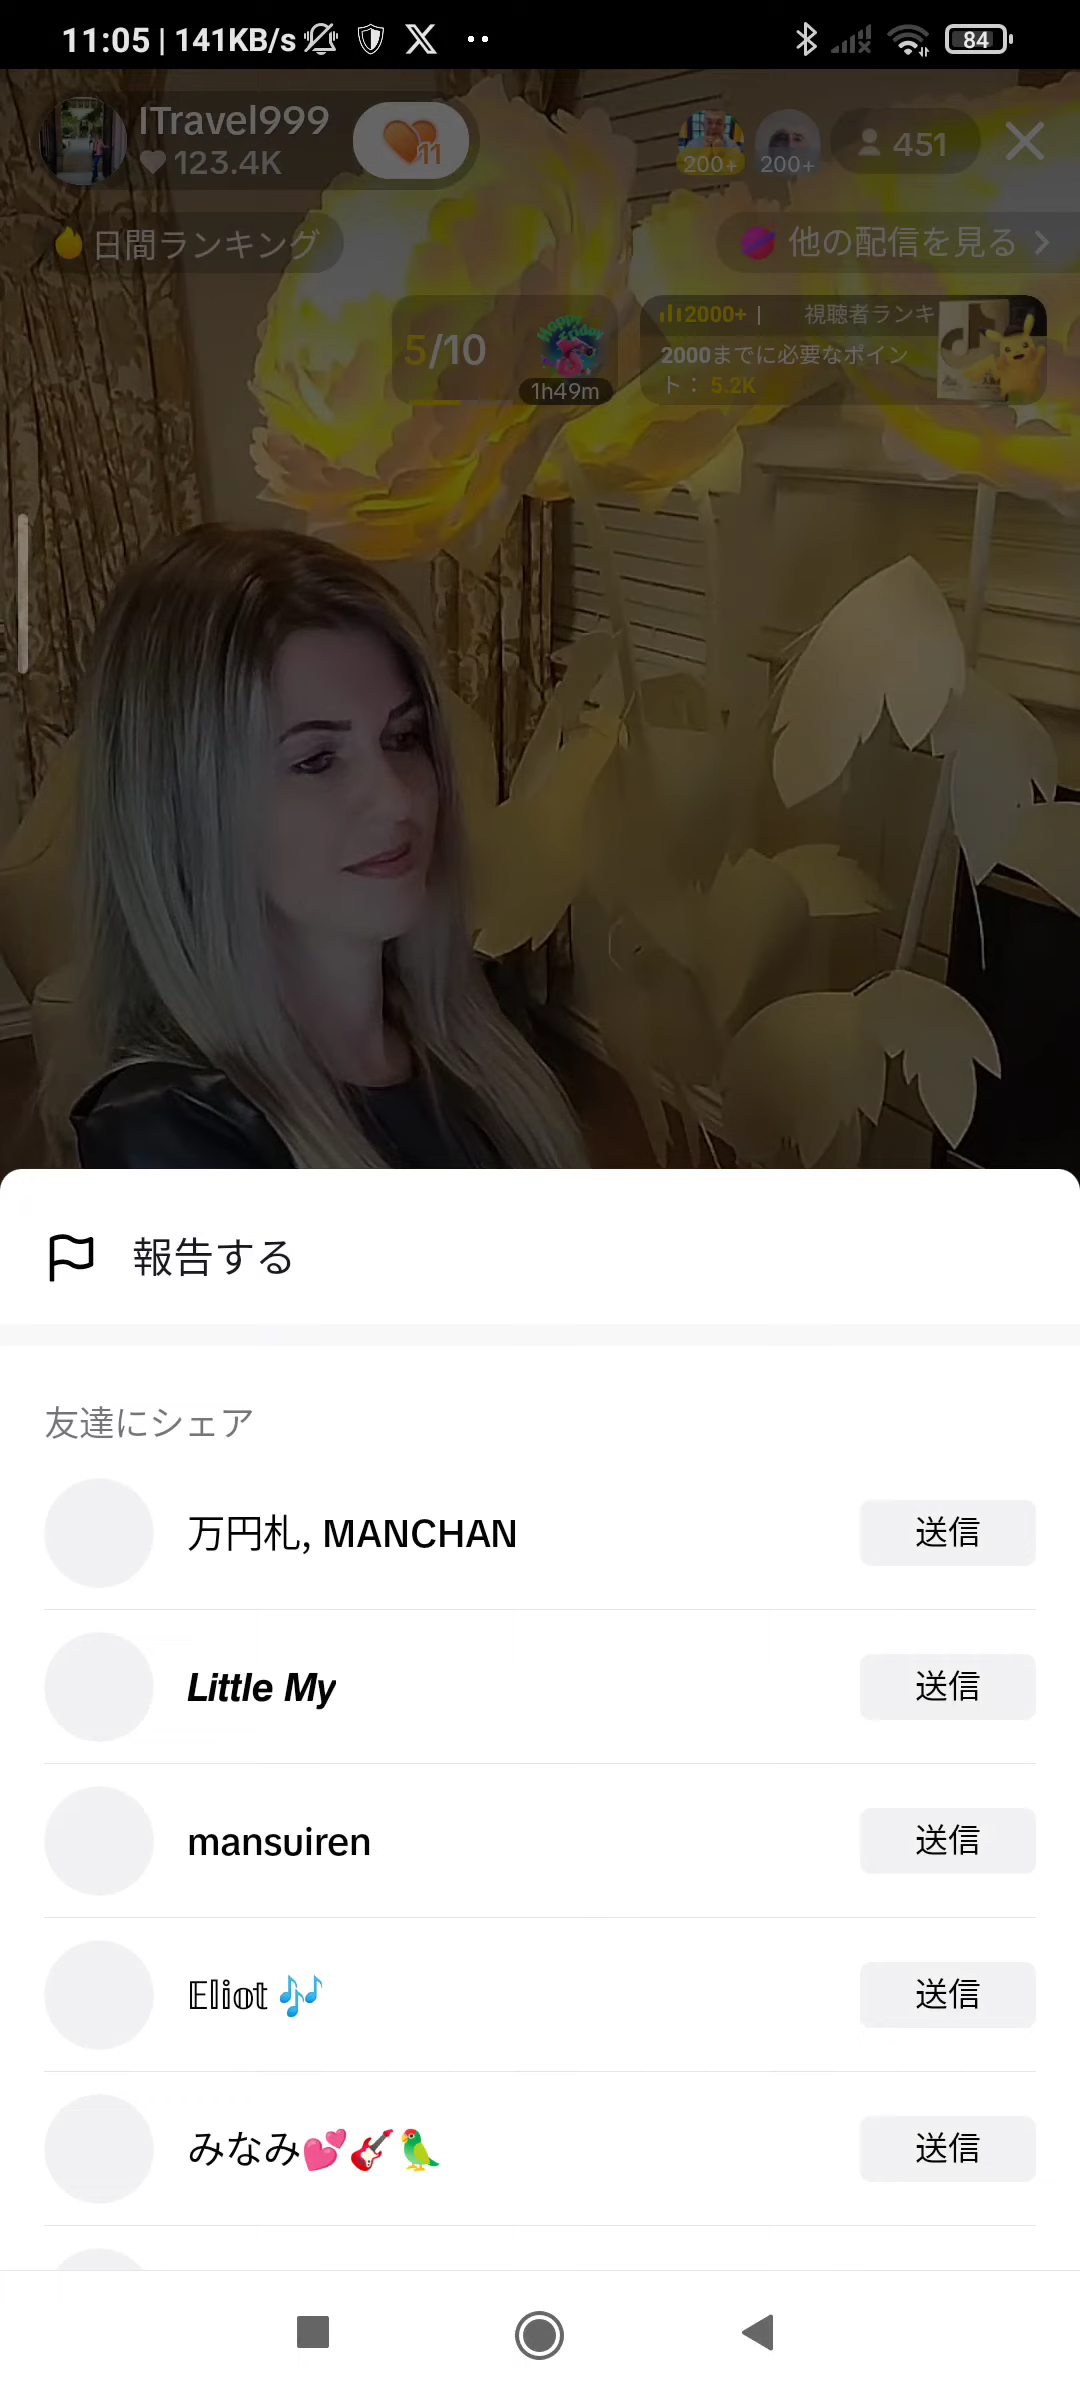 11:05 | 141KB/s
84
ITravel999
123.4K
11
200+
200+
451
日間ランキング
他の配信を見る
5/10
1h49m
2000+ | 視聴者ランキ
2000までに必要なポイン
ト： 5.2K
報告する
友達にシェア
万円札, MANCHAN
送信
Little My
送信
mansuiren
送信
𝔼𝕝𝕚𝕠𝕥 🎶
送信
みなみ💕🎸🦜
送信